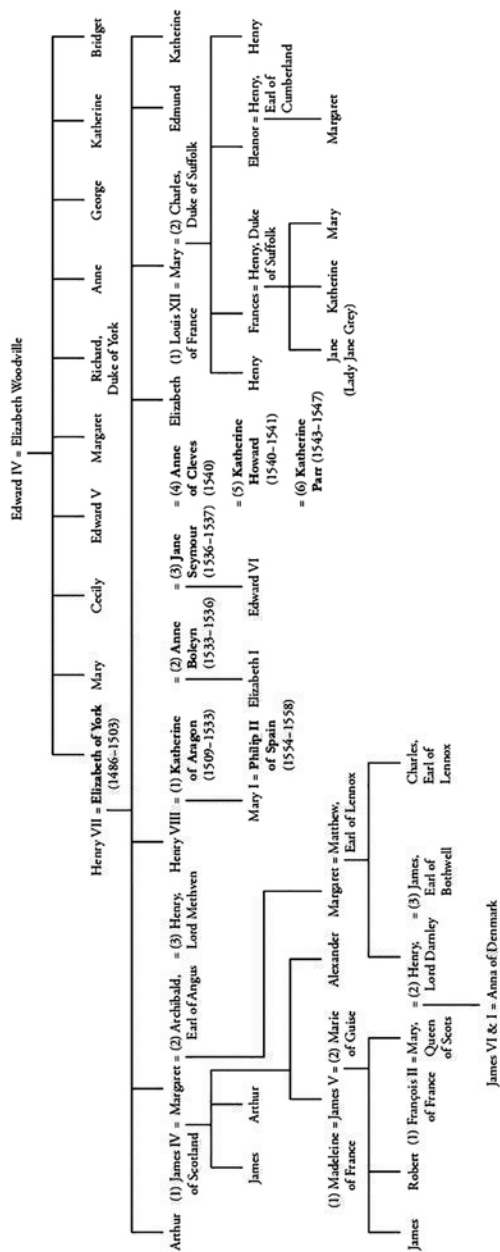 Edward IV = Elizabeth Woodville
Henry VII = Elizabeth of York
(1486–1503)
Mary
Cecily
Edward V
Margaret
Richard,
Duke of York
Anne
George
Katherine
Bridget
Arthur
(1) James IV = Margaret = (2) Archibald,
of Scotland
Earl of Angus
= (3) Henry,
Lord Methven
Henry VIII = (1) Katherine
of Aragon
(1509–1533)
= (2) Anne
Boleyn
(1533–1536)
= (3) Jane
Seymour
(1536–1537)
= (4) Anne
of Cleves
(1540)
= (5) Katherine
Howard
(1540–1541)
= (6) Katherine
Parr (1543–1547)
Elizabeth
(1) Louis XII = Mary = (2) Charles,
of France
Duke of Suffolk
Edmund
Katherine
James
Arthur
Alexander
Mary I = Philip II
of Spain
(1554–1558)
Elizabeth I
Edward VI
Henry
Frances = Henry, Duke
of Suffolk
Eleanor = Henry,
Earl of
Cumberland
Henry
(1) Madeleine = James V = (2) Marie
of France
of Guise
Margaret = Matthew,
Earl of Lennox
Jane
(Lady Jane Grey)
Katherine
Mary
Margaret
James
Robert
(1) François II = Mary,
of France
Queen
of Scots
= (2) Henry,
Lord Darnley
= (3) James,
Earl of
Bothwell
Charles,
Earl of
Lennox
James VI & I = Anna of Denmark